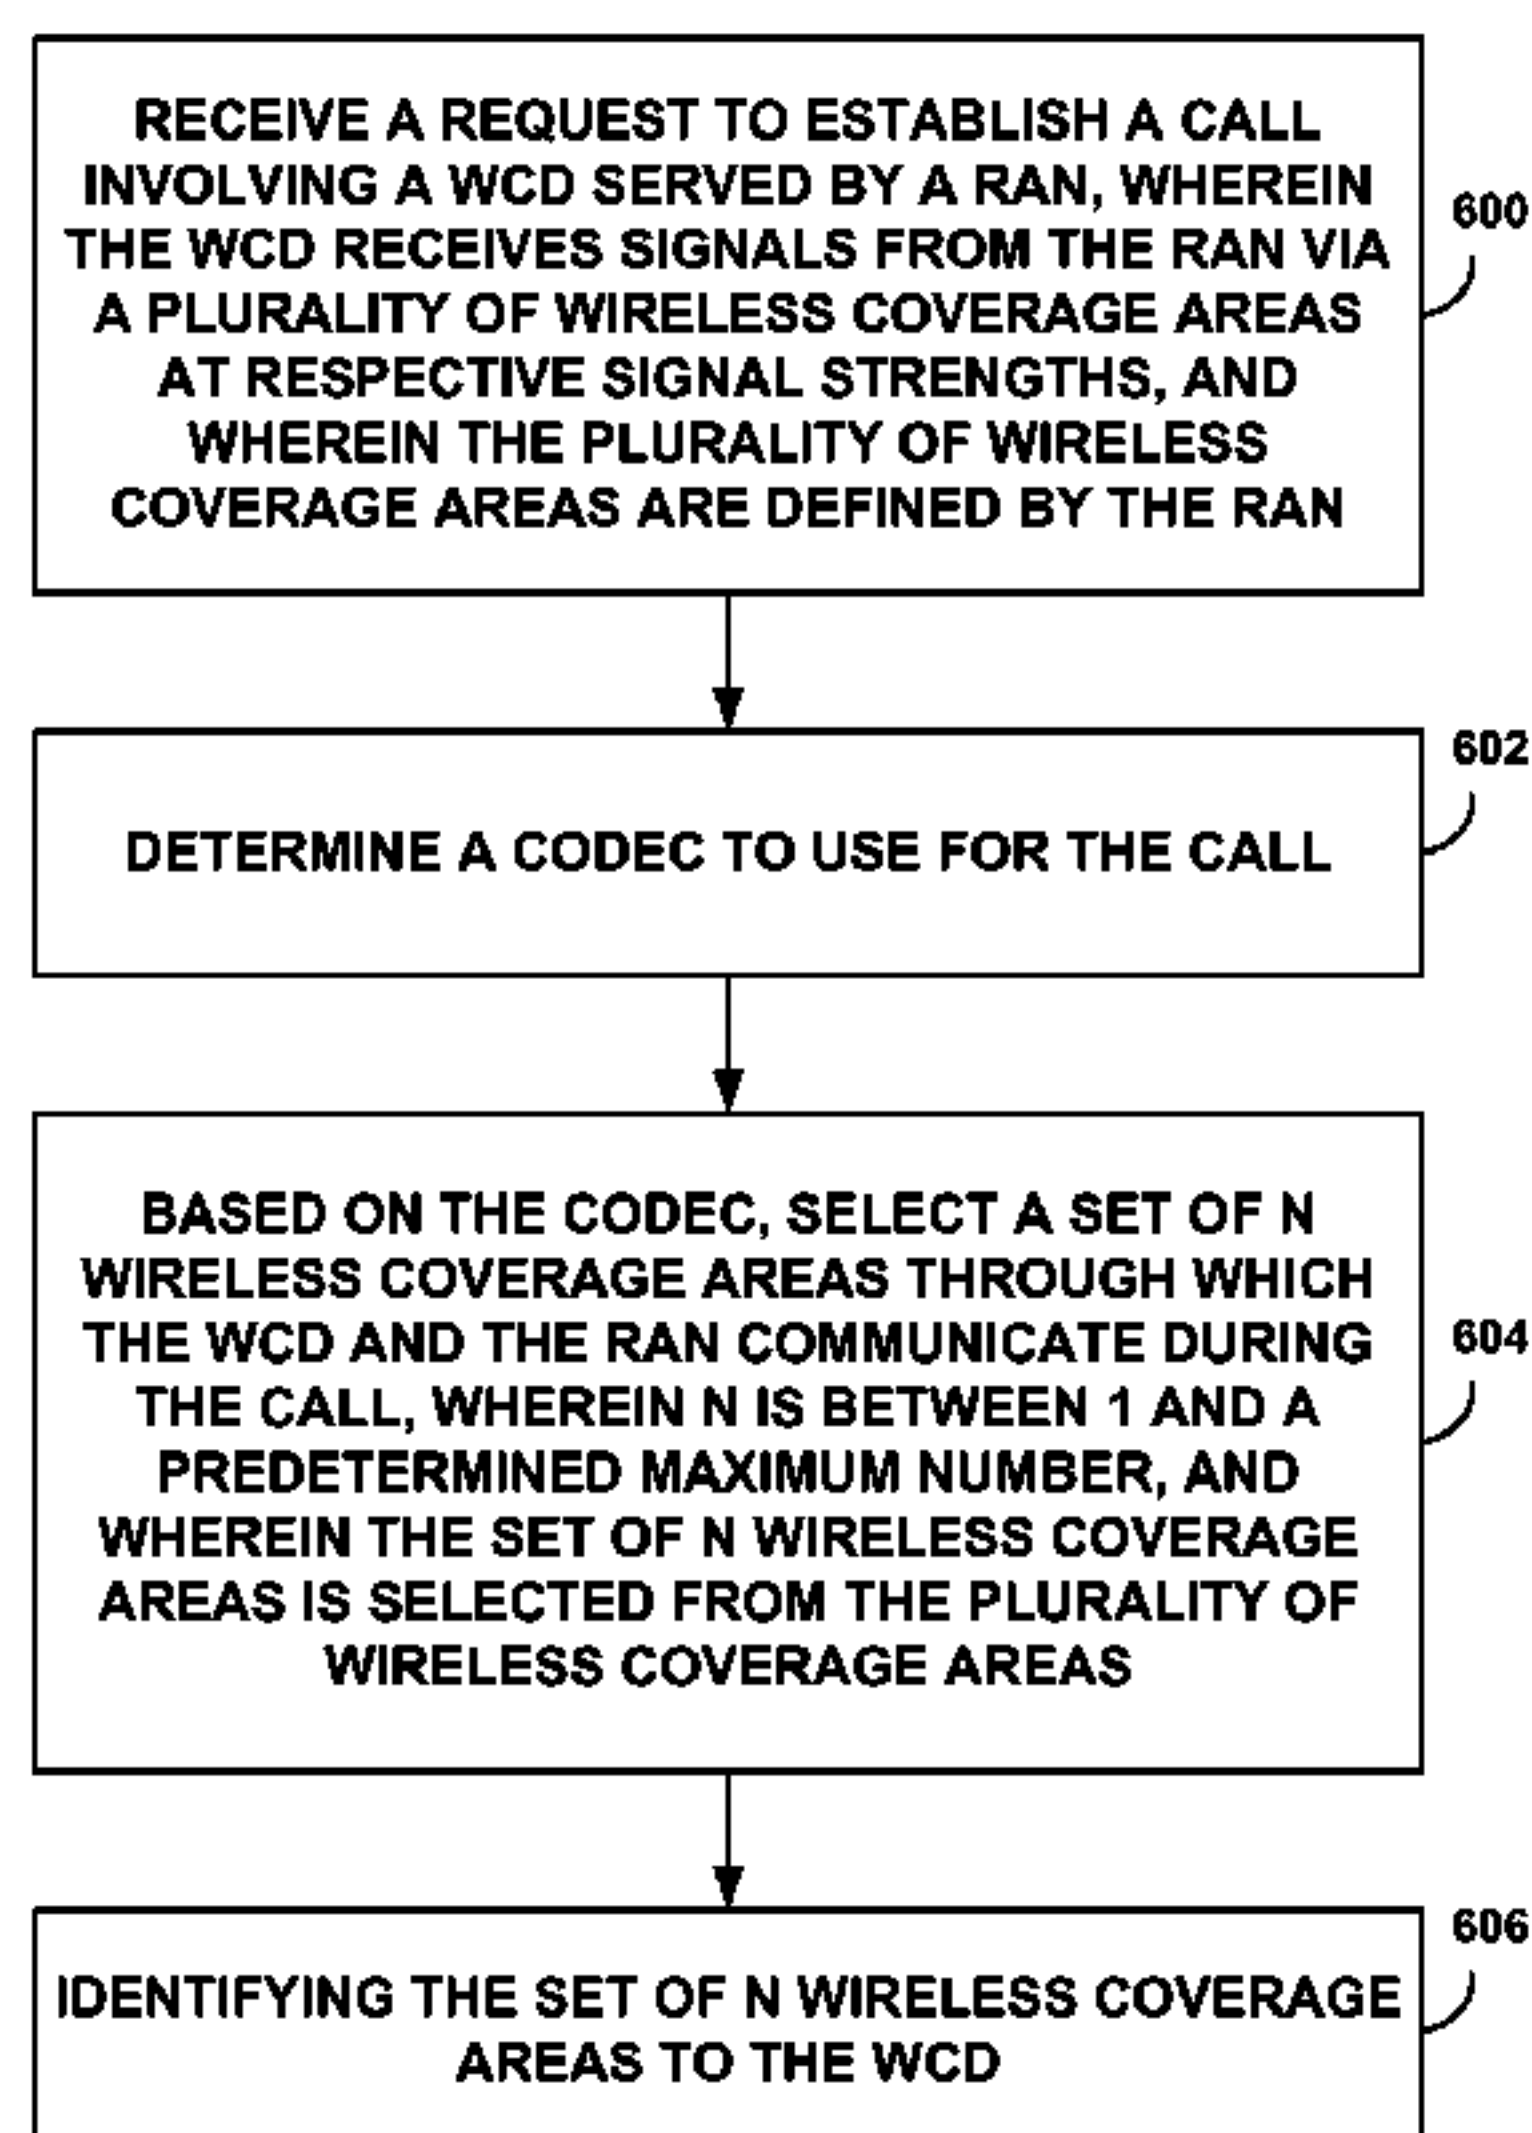 RECEIVE A REQUEST TO ESTABLISH A CALL
INVOLVING A WCD SERVED BY A RAN, WHEREIN
THE WCD RECEIVES SIGNALS FROM THE RAN VIA
A PLURALITY OF WIRELESS COVERAGE AREAS
AT RESPECTIVE SIGNAL STRENGTHS, AND
WHEREIN THE PLURALITY OF WIRELESS
COVERAGE AREAS ARE DEFINED BY THE RAN
600
DETERMINE A CODEC TO USE FOR THE CALL
602
BASED ON THE CODEC, SELECT A SET OF N
WIRELESS COVERAGE AREAS THROUGH WHICH
THE WCD AND THE RAN COMMUNICATE DURING
THE CALL, WHEREIN N IS BETWEEN 1 AND A
PREDETERMINED MAXIMUM NUMBER, AND
WHEREIN THE SET OF N WIRELESS COVERAGE
AREAS IS SELECTED FROM THE PLURALITY OF
WIRELESS COVERAGE AREAS
604
IDENTIFYING THE SET OF N WIRELESS COVERAGE
AREAS TO THE WCD
606